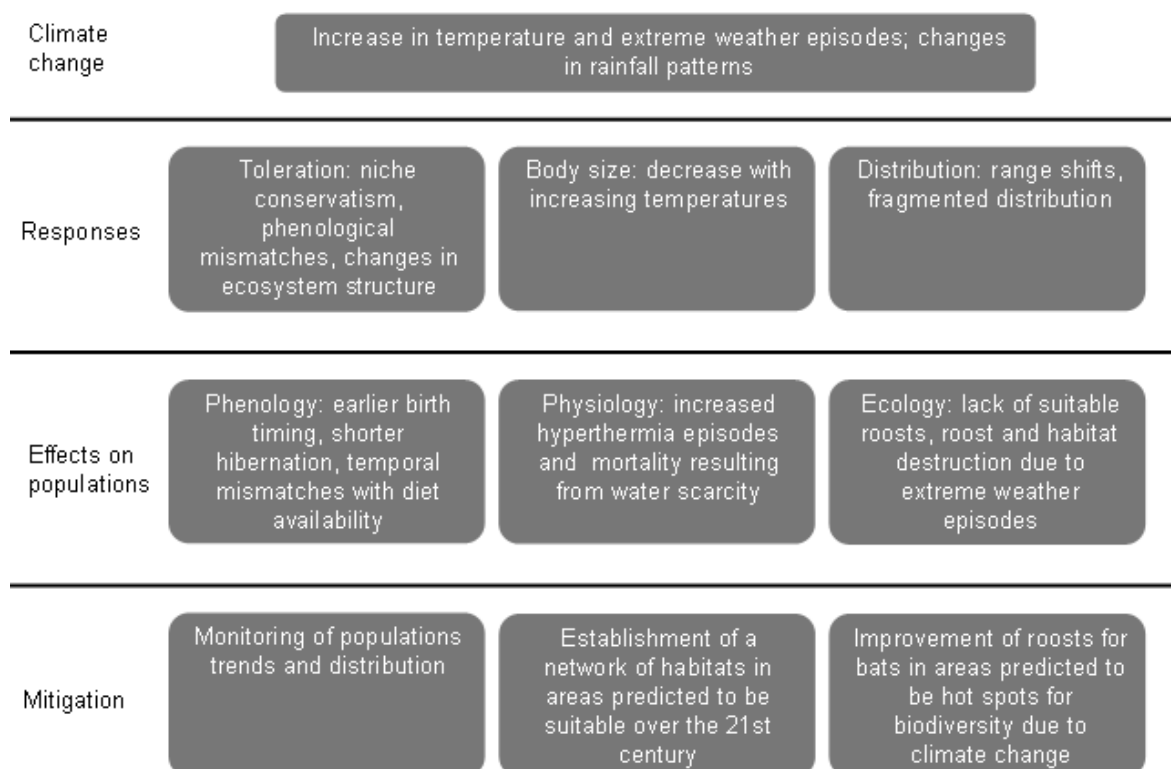 Climate
change
Increase in temperature and extreme weather episodes; changes
in rainfall patterns
Responses
Toleration: niche
conservatism,
phenological
mismatches, changes in
ecosystem structure
Body size: decrease with
increasing temperatures
Distribution: range shifts,
fragmented distribution
Effects on
populations
Phenology: earlier birth
timing, shorter
hibernation, temporal
mismatches with diet
availability
Physiology: increased
hyperthermia episodes
and mortality resulting
from water scarcity
Ecology: lack of suitable
roosts, roost and habitat
destruction due to
extreme weather
episodes
Mitigation
Monitoring of populations
trends and distribution
Establishment of a
network of habitats in
areas predicted to be
suitable over the 21st
century
Improvement of roosts for
bats in areas predicted to
be hot spots for
biodiversity due to
climate change